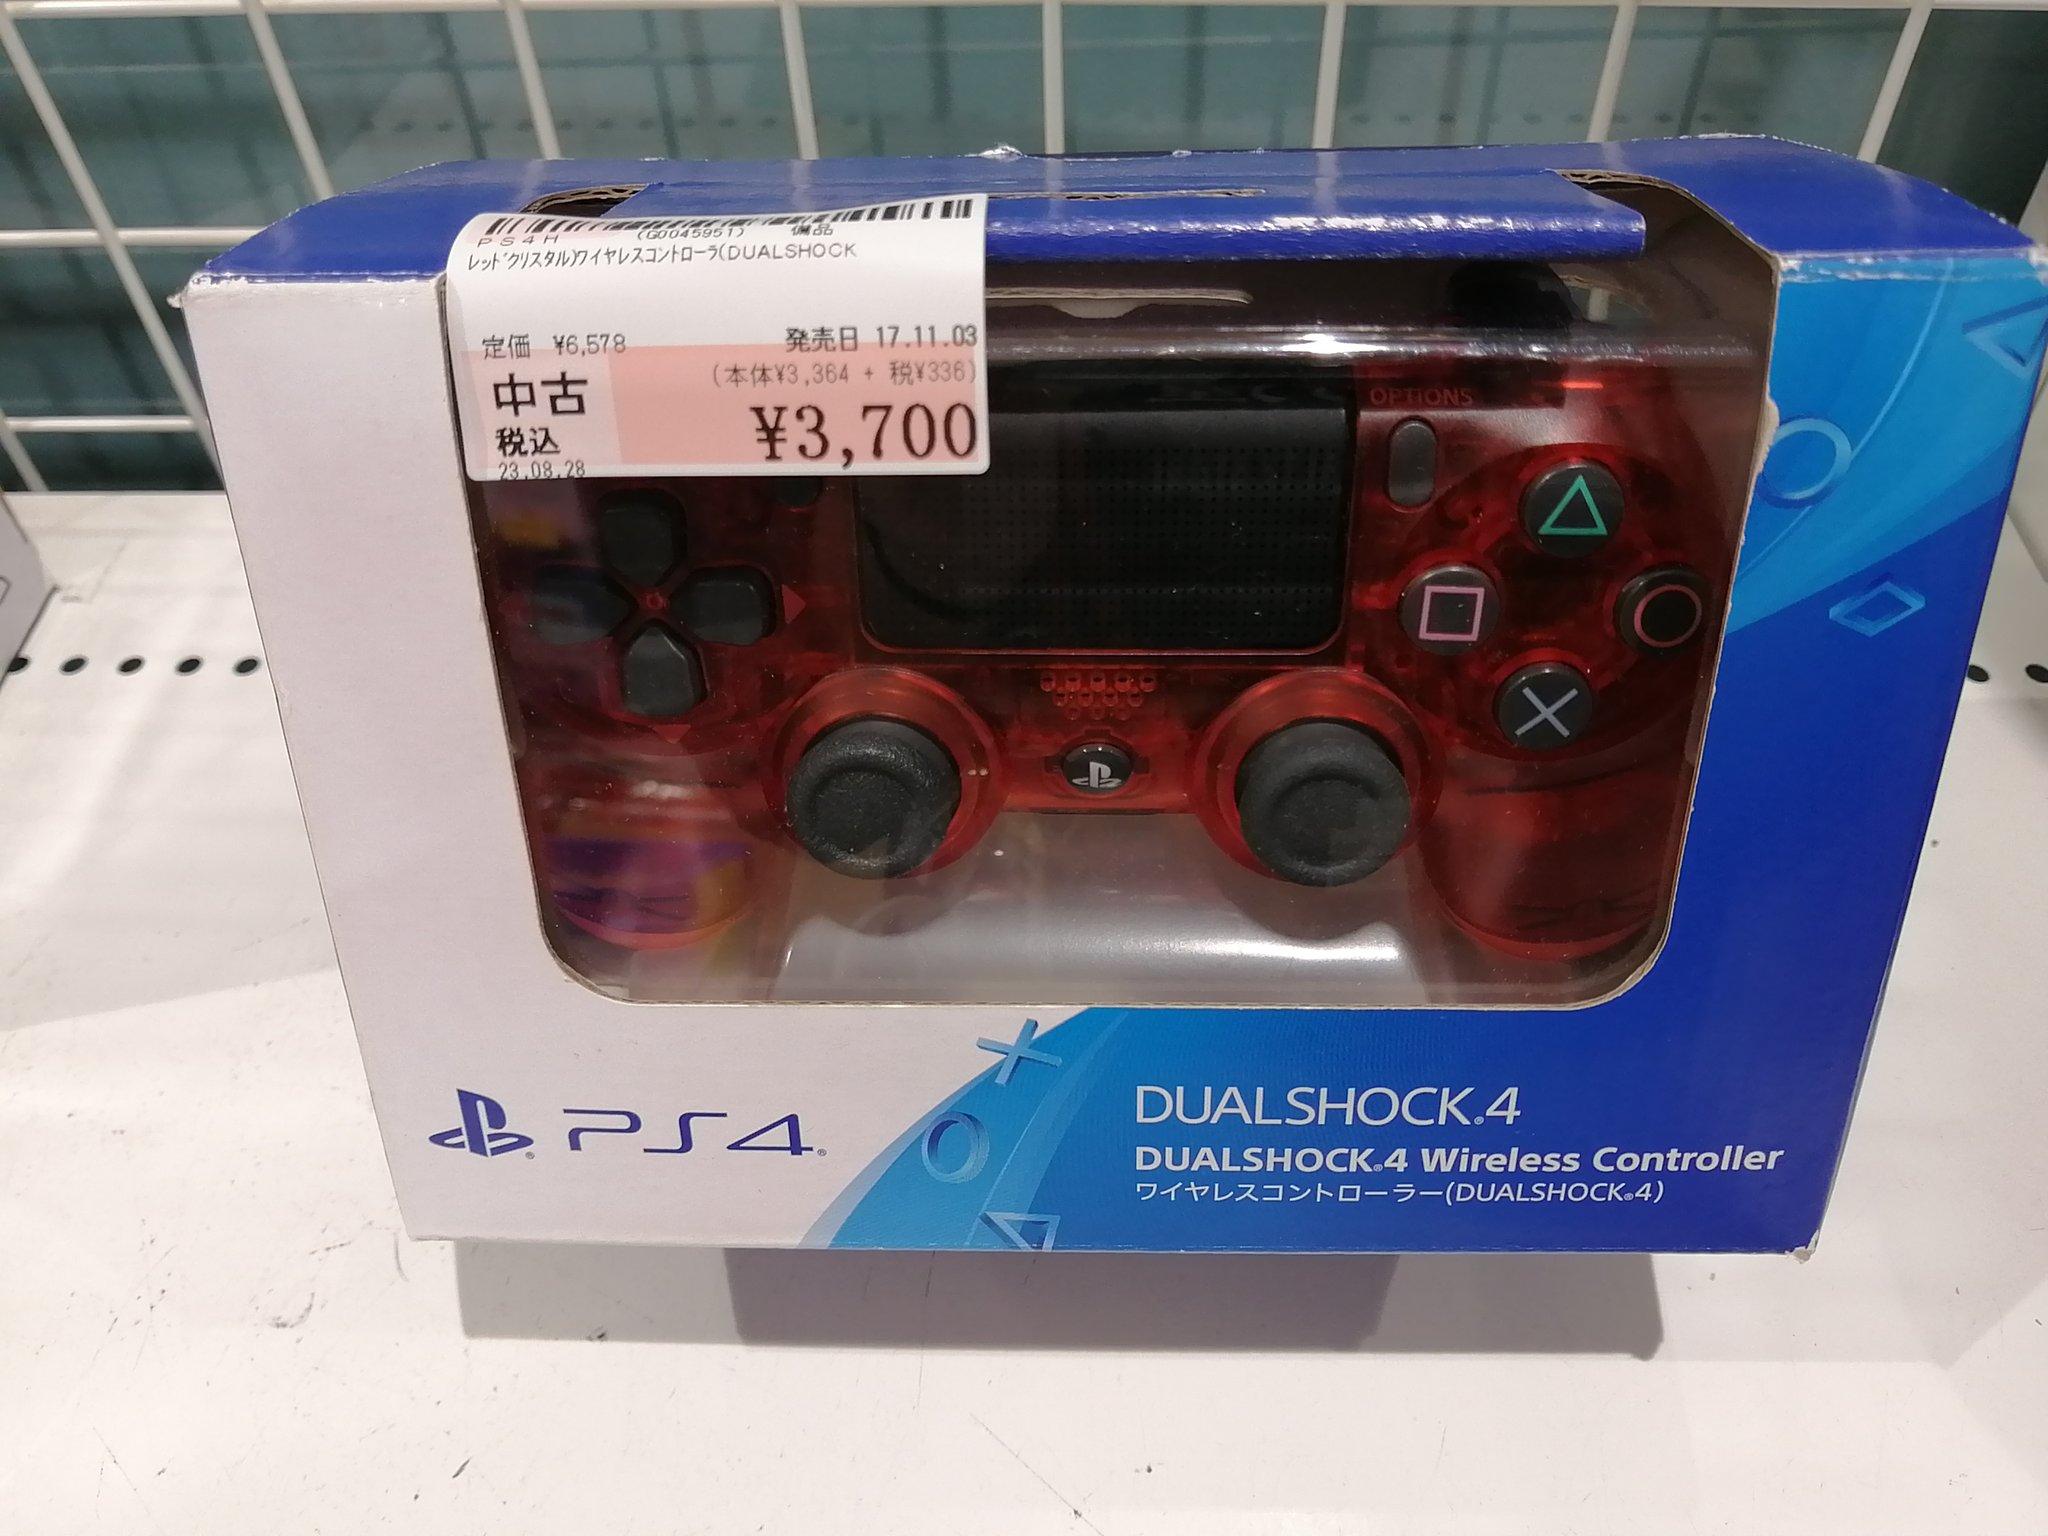 PS4H (G0045951) 備品
レッドクリスタル)ワイヤレスコントローラ(DUALSHOCK
定価 ¥6,578 発売日 17.11.03
(本体¥3,364 + 税¥336)
中古
税込 ¥3,700
23.08.28
OPTIONS
PS4
DUALSHOCK®4
DUALSHOCK®4 Wireless Controller
ワイヤレスコントローラー(DUALSHOCK®4)